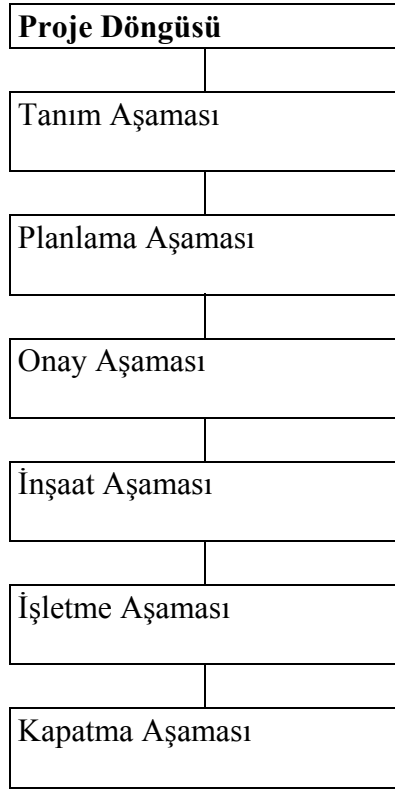 Proje Döngüsü
Tanım Aşaması
Planlama Aşaması
Onay Aşaması
İnşaat Aşaması
İşletme Aşaması
Kapatma Aşaması